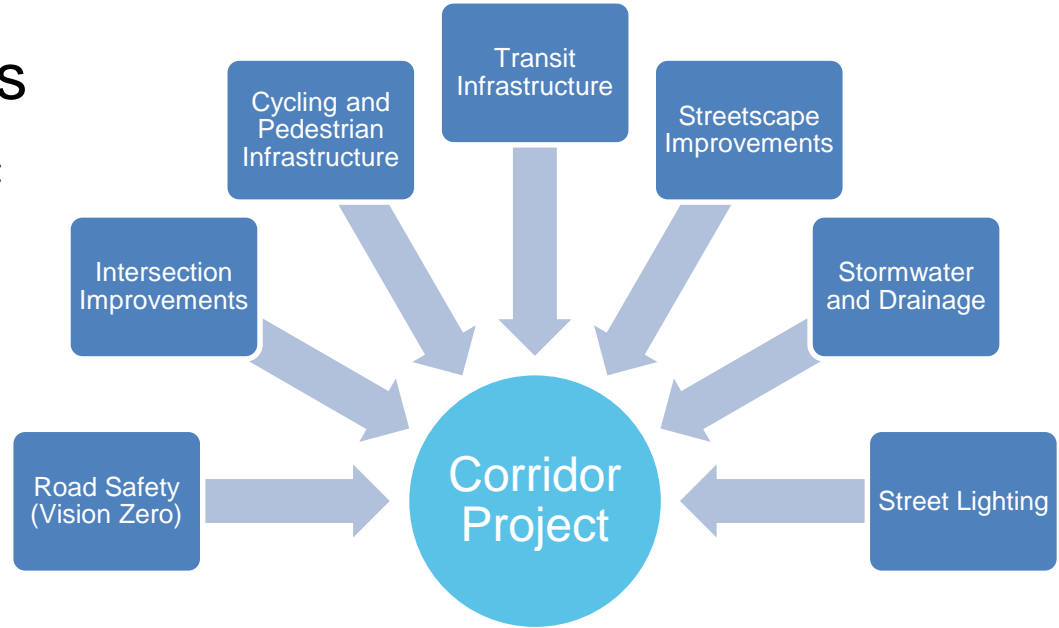 s
:
Transit
Infrastructure
Cycling and
Pedestrian
Infrastructure
Streetscape
Improvements
Intersection
Improvements
Stormwater
and Drainage
Road Safety
(Vision Zero)
Corridor
Project
Street Lighting